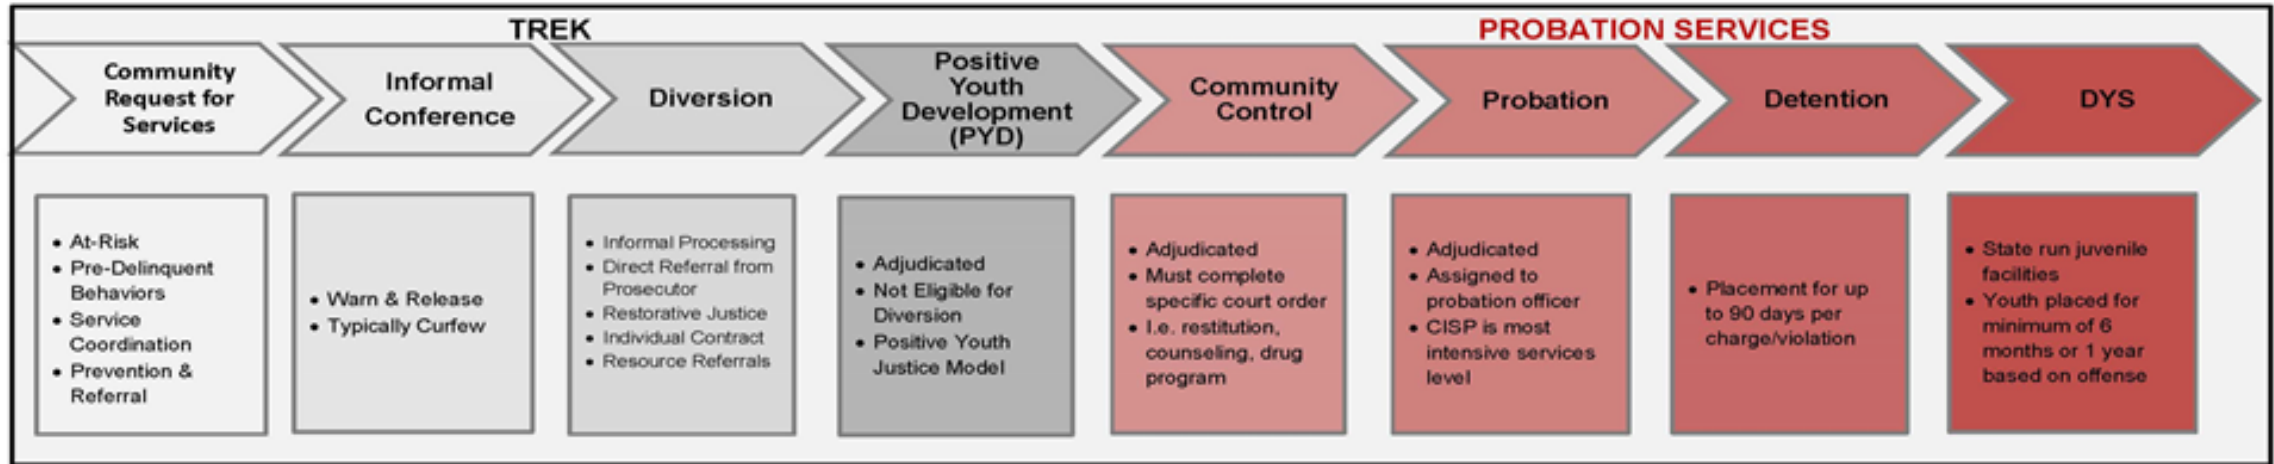 TREK
PROBATION SERVICES
Community
Request for
Services
Informal
Conference
Diversion
Positive
Youth
Development
(PYD)
Community
Control
Probation
Detention
DYS
• At-Risk
• Pre-Delinquent
Behaviors
• Service
Coordination
• Prevention &
Referral
• Warn & Release
• Typically Curfew
• Informal Processing
• Direct Referral from
Prosecutor
• Restorative Justice
• Individual Contract
• Resource Referrals
• Adjudicated
• Not Eligible for
Diversion
• Positive Youth
Justice Model
• Adjudicated
• Must complete
specific court order
• I.e. restitution,
counseling, drug
program
• Adjudicated
• Assigned to
probation officer
• CISP is most
intensive services
level
• Placement for up
to 90 days per
charge/violation
• State run juvenile
facilities
• Youth placed for
minimum of 6
months or 1 year
based on offense